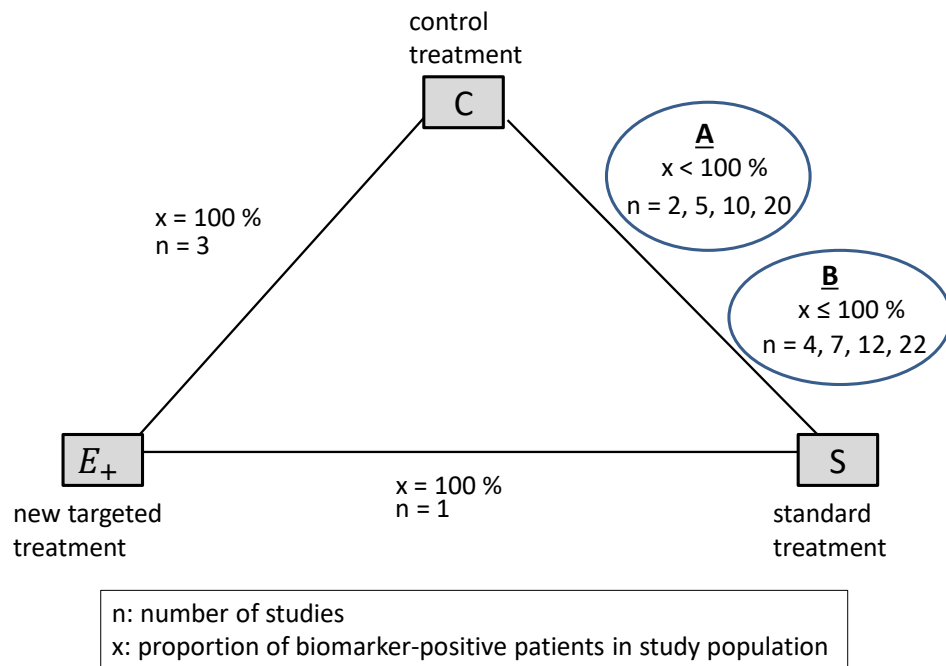 control
treatment
C
A
x < 100 %
n = 2, 5, 10, 20
x = 100 %
n = 3
B
x ≤ 100 %
n = 4, 7, 12, 22
E₊
S
x = 100 %
n = 1
new targeted
treatment
standard
treatment
n: number of studies
x: proportion of biomarker-positive patients in study population